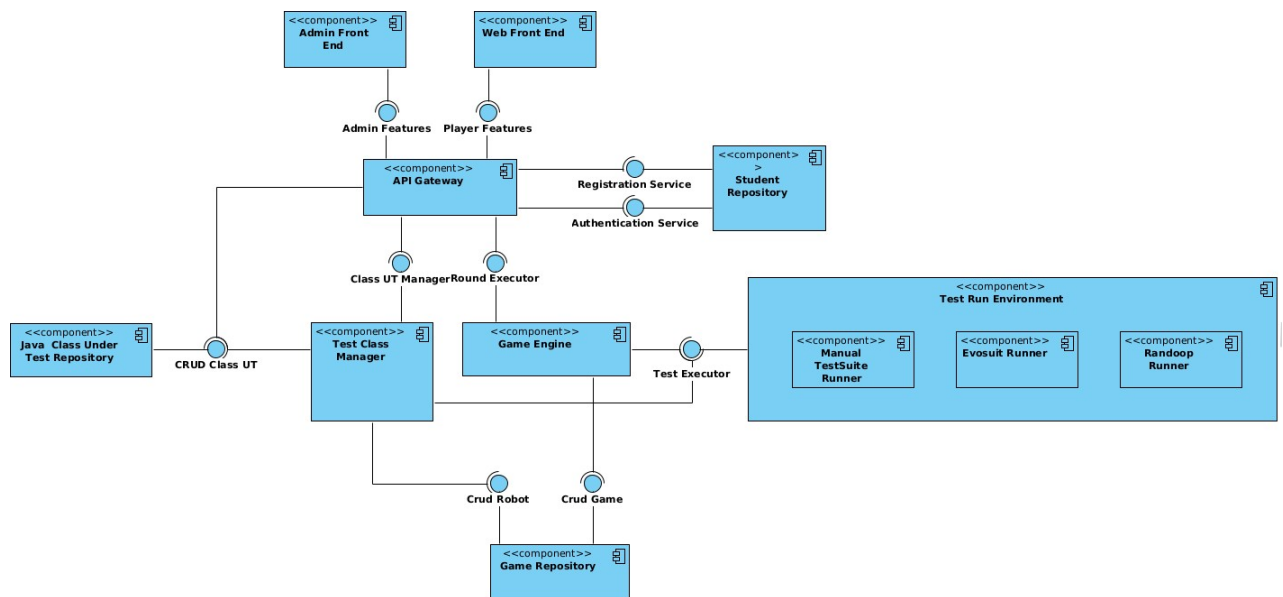 <<component>>
Admin Front
End
<<component>>
Web Front End
Admin Features
Player Features
<<component>>
API Gateway
Registration Service
Authentication Service
<<component>
>
Student
Repository
Class UT Manager
Round Executor
<<component>>
Java Class Under
Test Repository
CRUD Class UT
<<component>>
Test Class
Manager
<<component>>
Game Engine
Test Executor
<<component>>
Test Run Environment
<<component>>
Manual
TestSuite
Runner
<<component>>
Evosuit Runner
<<component>>
Randoop
Runner
Crud Robot
Crud Game
<<component>>
Game Repository